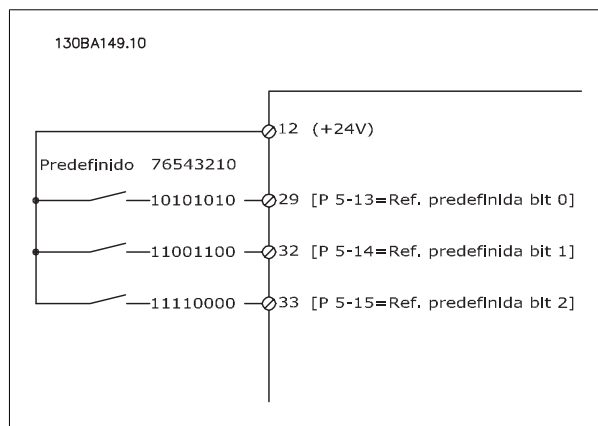 130BA149.10
12 (+24V)
Predefinido 76543210
10101010 29 [P 5-13=Ref. predefinida bit 0]
11001100 32 [P 5-14=Ref. predefinida bit 1]
11110000 33 [P 5-15=Ref. predefinida bit 2]